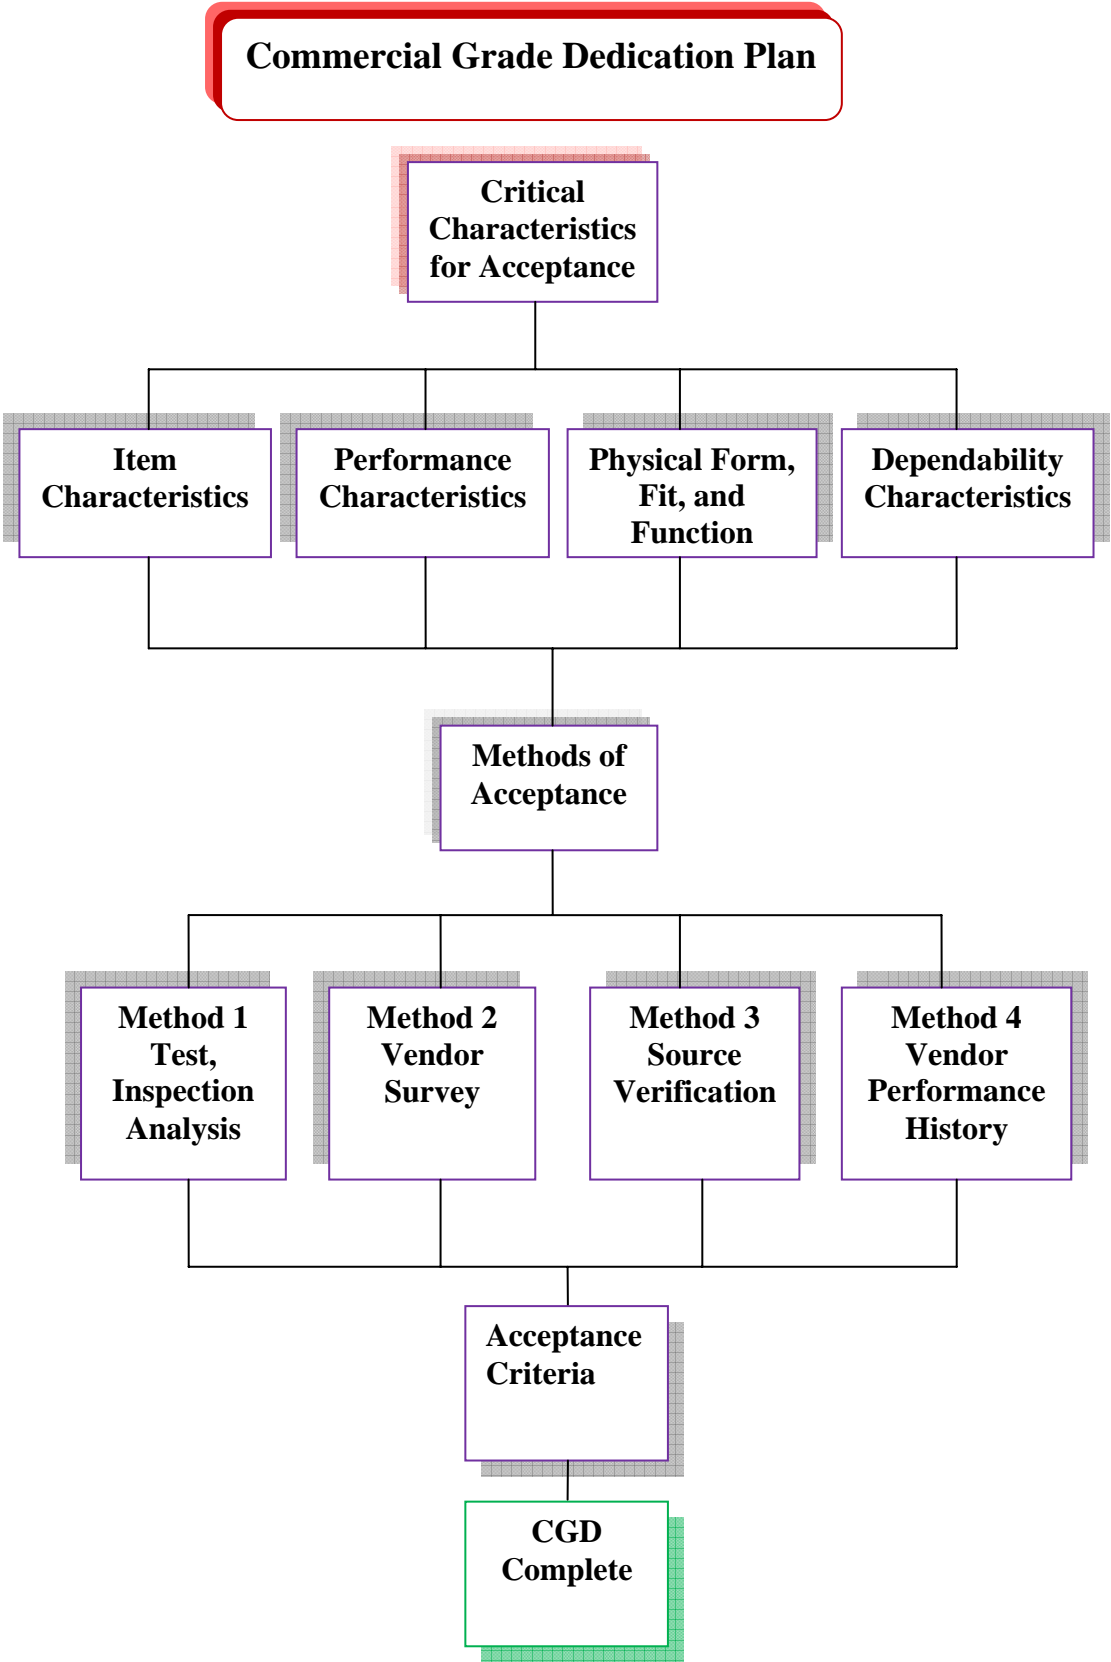 Commercial Grade Dedication Plan
Critical
Characteristics
for Acceptance
Item
Characteristics
Performance
Characteristics
Physical Form,
Fit, and
Function
Dependability
Characteristics
Methods of
Acceptance
Method 1
Test,
Inspection
Analysis
Method 2
Vendor
Survey
Method 3
Source
Verification
Method 4
Vendor
Performance
History
Acceptance
Criteria
CGD
Complete